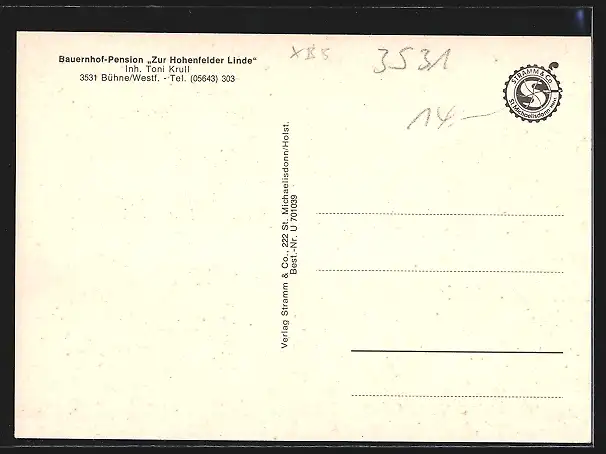 Bauernhof-Pension „Zur Hohenfelder Linde“
Inh. Toni Krull
3531 Bühne/Westf. - Tel. (05643) 303
XB5
3531
14.-
STRAMM & Co.
St. Michaelisdonn
Verlag Stramm & Co., 222 St. Michaelisdonn/Holst.
Best.-Nr. U 701039